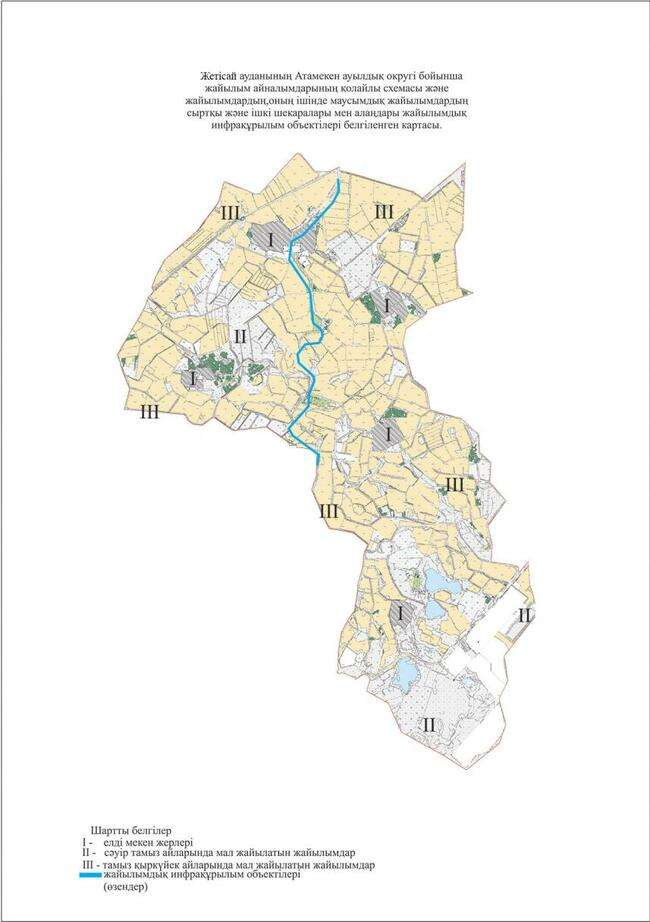 Жетісай ауданының Атамекен ауылдық округі бойынша
жайылым айналымдарының қолайлы схемасы және
жайылымдардың,оның ішінде маусымдық жайылымдардың
сыртқы және ішкі шекаралары мен алаңдары жайылымдық
инфрақұрылым объектілері белгіленген картасы.
III
III
I
I
II
I
III
I
III
III
I
II
II
Шартты белгілер
I - елді мекен жерлері
II - сәуір тамыз айларында мал жайылатын жайылымдар
III - тамыз қыркүйек айларында мал жайылатын жайылымдар
жайылымдық инфрақұрылым объектілері
(өзендер)